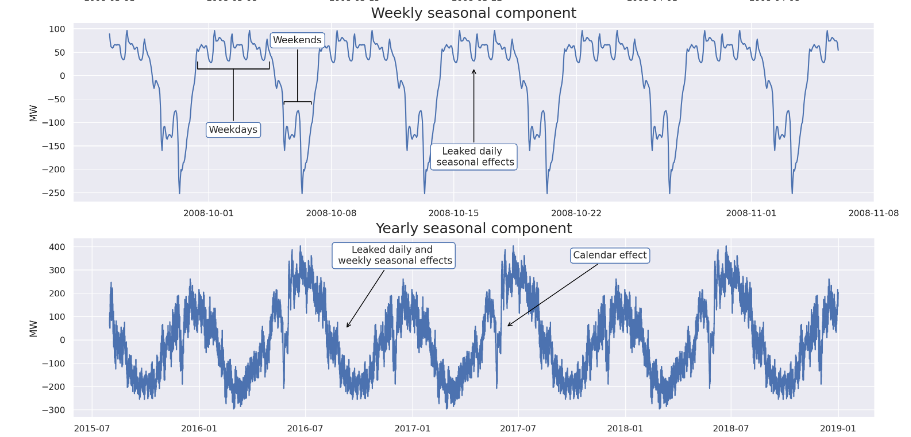 Weekly seasonal component
100
50
0
−50
−100
−150
−200
−250
MW
Weekends
Weekdays
Leaked daily
seasonal effects
2008-10-01
2008-10-08
2008-10-15
2008-10-22
2008-11-01
2008-11-08
Yearly seasonal component
400
300
200
100
0
−100
−200
−300
MW
Leaked daily and
weekly seasonal effects
Calendar effect
2015-07
2016-01
2016-07
2017-01
2017-07
2018-01
2018-07
2019-01